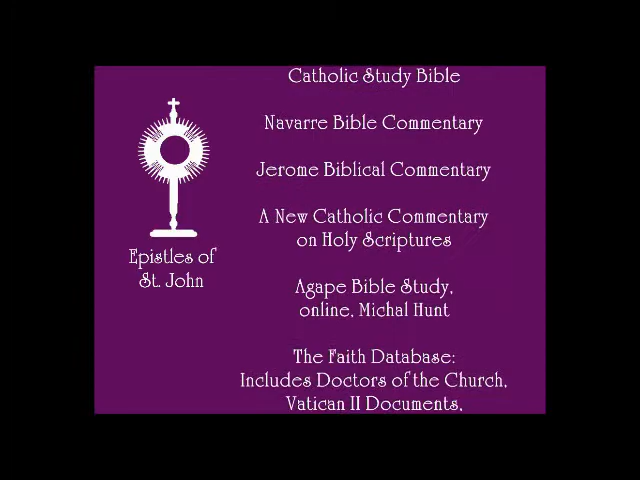 Epistles of
St. John
Catholic Study Bible
Navarre Bible Commentary
Jerome Biblical Commentary
A New Catholic Commentary
on Holy Scriptures
Agape Bible Study,
online, Michal Hunt
The Faith Database:
Includes Doctors of the Church,
Vatican II Documents,